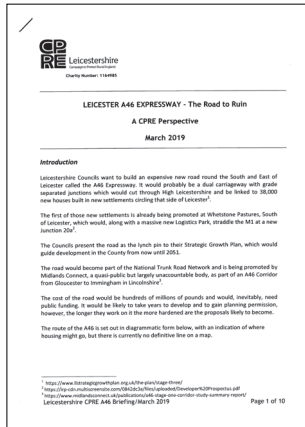 CP
RE Leicestershire
Campaign to Protect Rural England
Charity Number: 1164985
LEICESTER A46 EXPRESSWAY - The Road to Ruin
A CPRE Perspective
March 2019
Introduction
Leicestershire Councils want to build an expensive new road round the South and East of
Leicester called the A46 Expressway. It would probably be a dual carriageway with grade
separated junctions which would cut through High Leicestershire and be linked to 38,000
new houses built in new settlements circling that side of Leicester¹.
The first of those new settlements is already being promoted at Whetstone Pastures, South
of Leicester, which would, along with a massive new Logistics Park, straddle the M1 at a new
Junction 20a².
The Councils present the road as the lynch pin to their Strategic Growth Plan, which would
guide development in the County from now until 2051.
The road would become part of the National Trunk Road Network and is being promoted by
Midlands Connect, a quasi-public but largely unaccountable body, as part of an A46 Corridor
from Gloucester to Immingham in Lincolnshire³.
The cost of the road would be hundreds of millions of pounds and would, inevitably, need
public funding. It would be likely to take years to develop and to gain planning permission,
however, the longer they work on it the more hardened are the proposals likely to become.
The route of the A46 is set out in diagrammatic form below, with an indication of where
housing might go, but there is currently no definitive line on a map.
¹ https://www.llstrategicgrowthplan.org.uk/the-plan/stage-three/
² https://irp-cdn.multiscreensite.com/0842dc2a/files/uploaded/Developer%20Prospectus.pdf
³ https://www.midlandsconnect.uk/publications/a46-stage-one-corridor-study-summary-report/
Leicestershire CPRE A46 Briefing/March 2019 Page 1 of 10